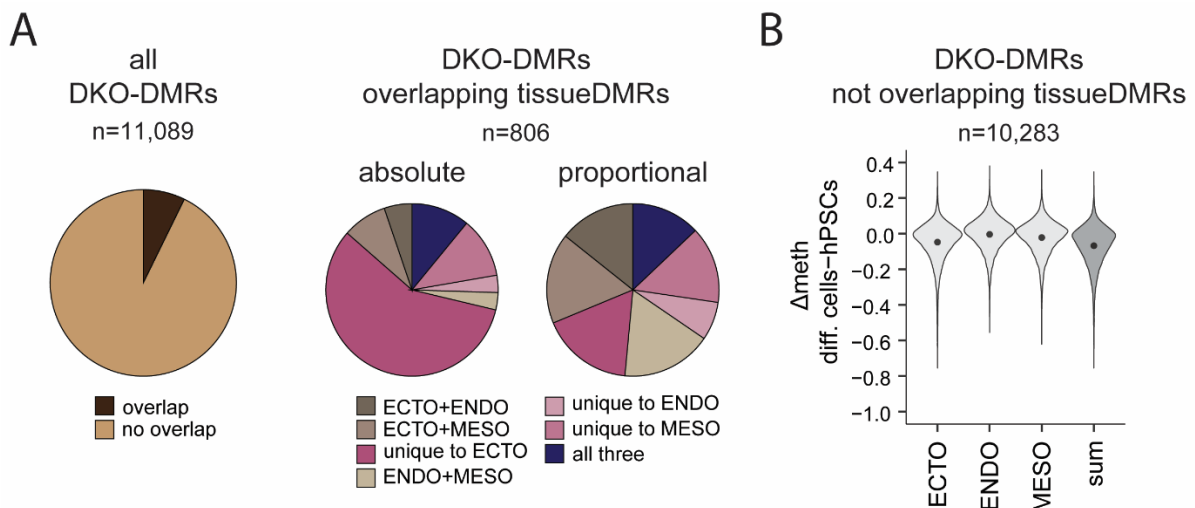 A
all
DKO-DMRs
n=11,089
overlap
no overlap
DKO-DMRs
overlapping tissueDMRs
n=806
absolute
proportional
ECTO+ENDO
ECTO+MESO
unique to ECTO
ENDO+MESO
unique to ENDO
unique to MESO
all three
B
DKO-DMRs
not overlapping tissueDMRs
n=10,283
Δmeth
diff. cells-hPSCs
0.4
0.2
0.0
−0.2
−0.4
−0.6
−0.8
−1.0
ECTO
ENDO
MESO
sum